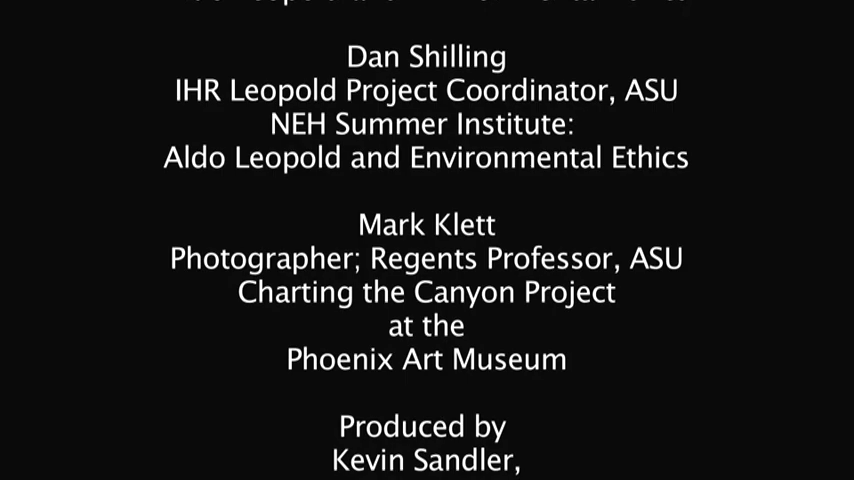 Dan Shilling
IHR Leopold Project Coordinator, ASU
NEH Summer Institute:
Aldo Leopold and Environmental Ethics
Mark Klett
Photographer; Regents Professor, ASU
Charting the Canyon Project
at the
Phoenix Art Museum
Produced by
Kevin Sandler,